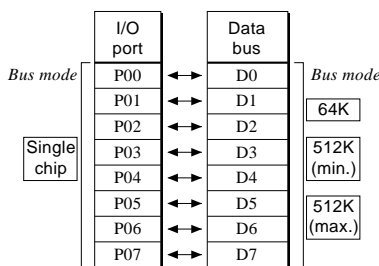 I/O port
Data bus
Bus mode
Bus mode
P00
D0
P01
D1
64K
P02
D2
Single chip
P03
D3
512K (min.)
P04
D4
P05
D5
512K (max.)
P06
D6
P07
D7